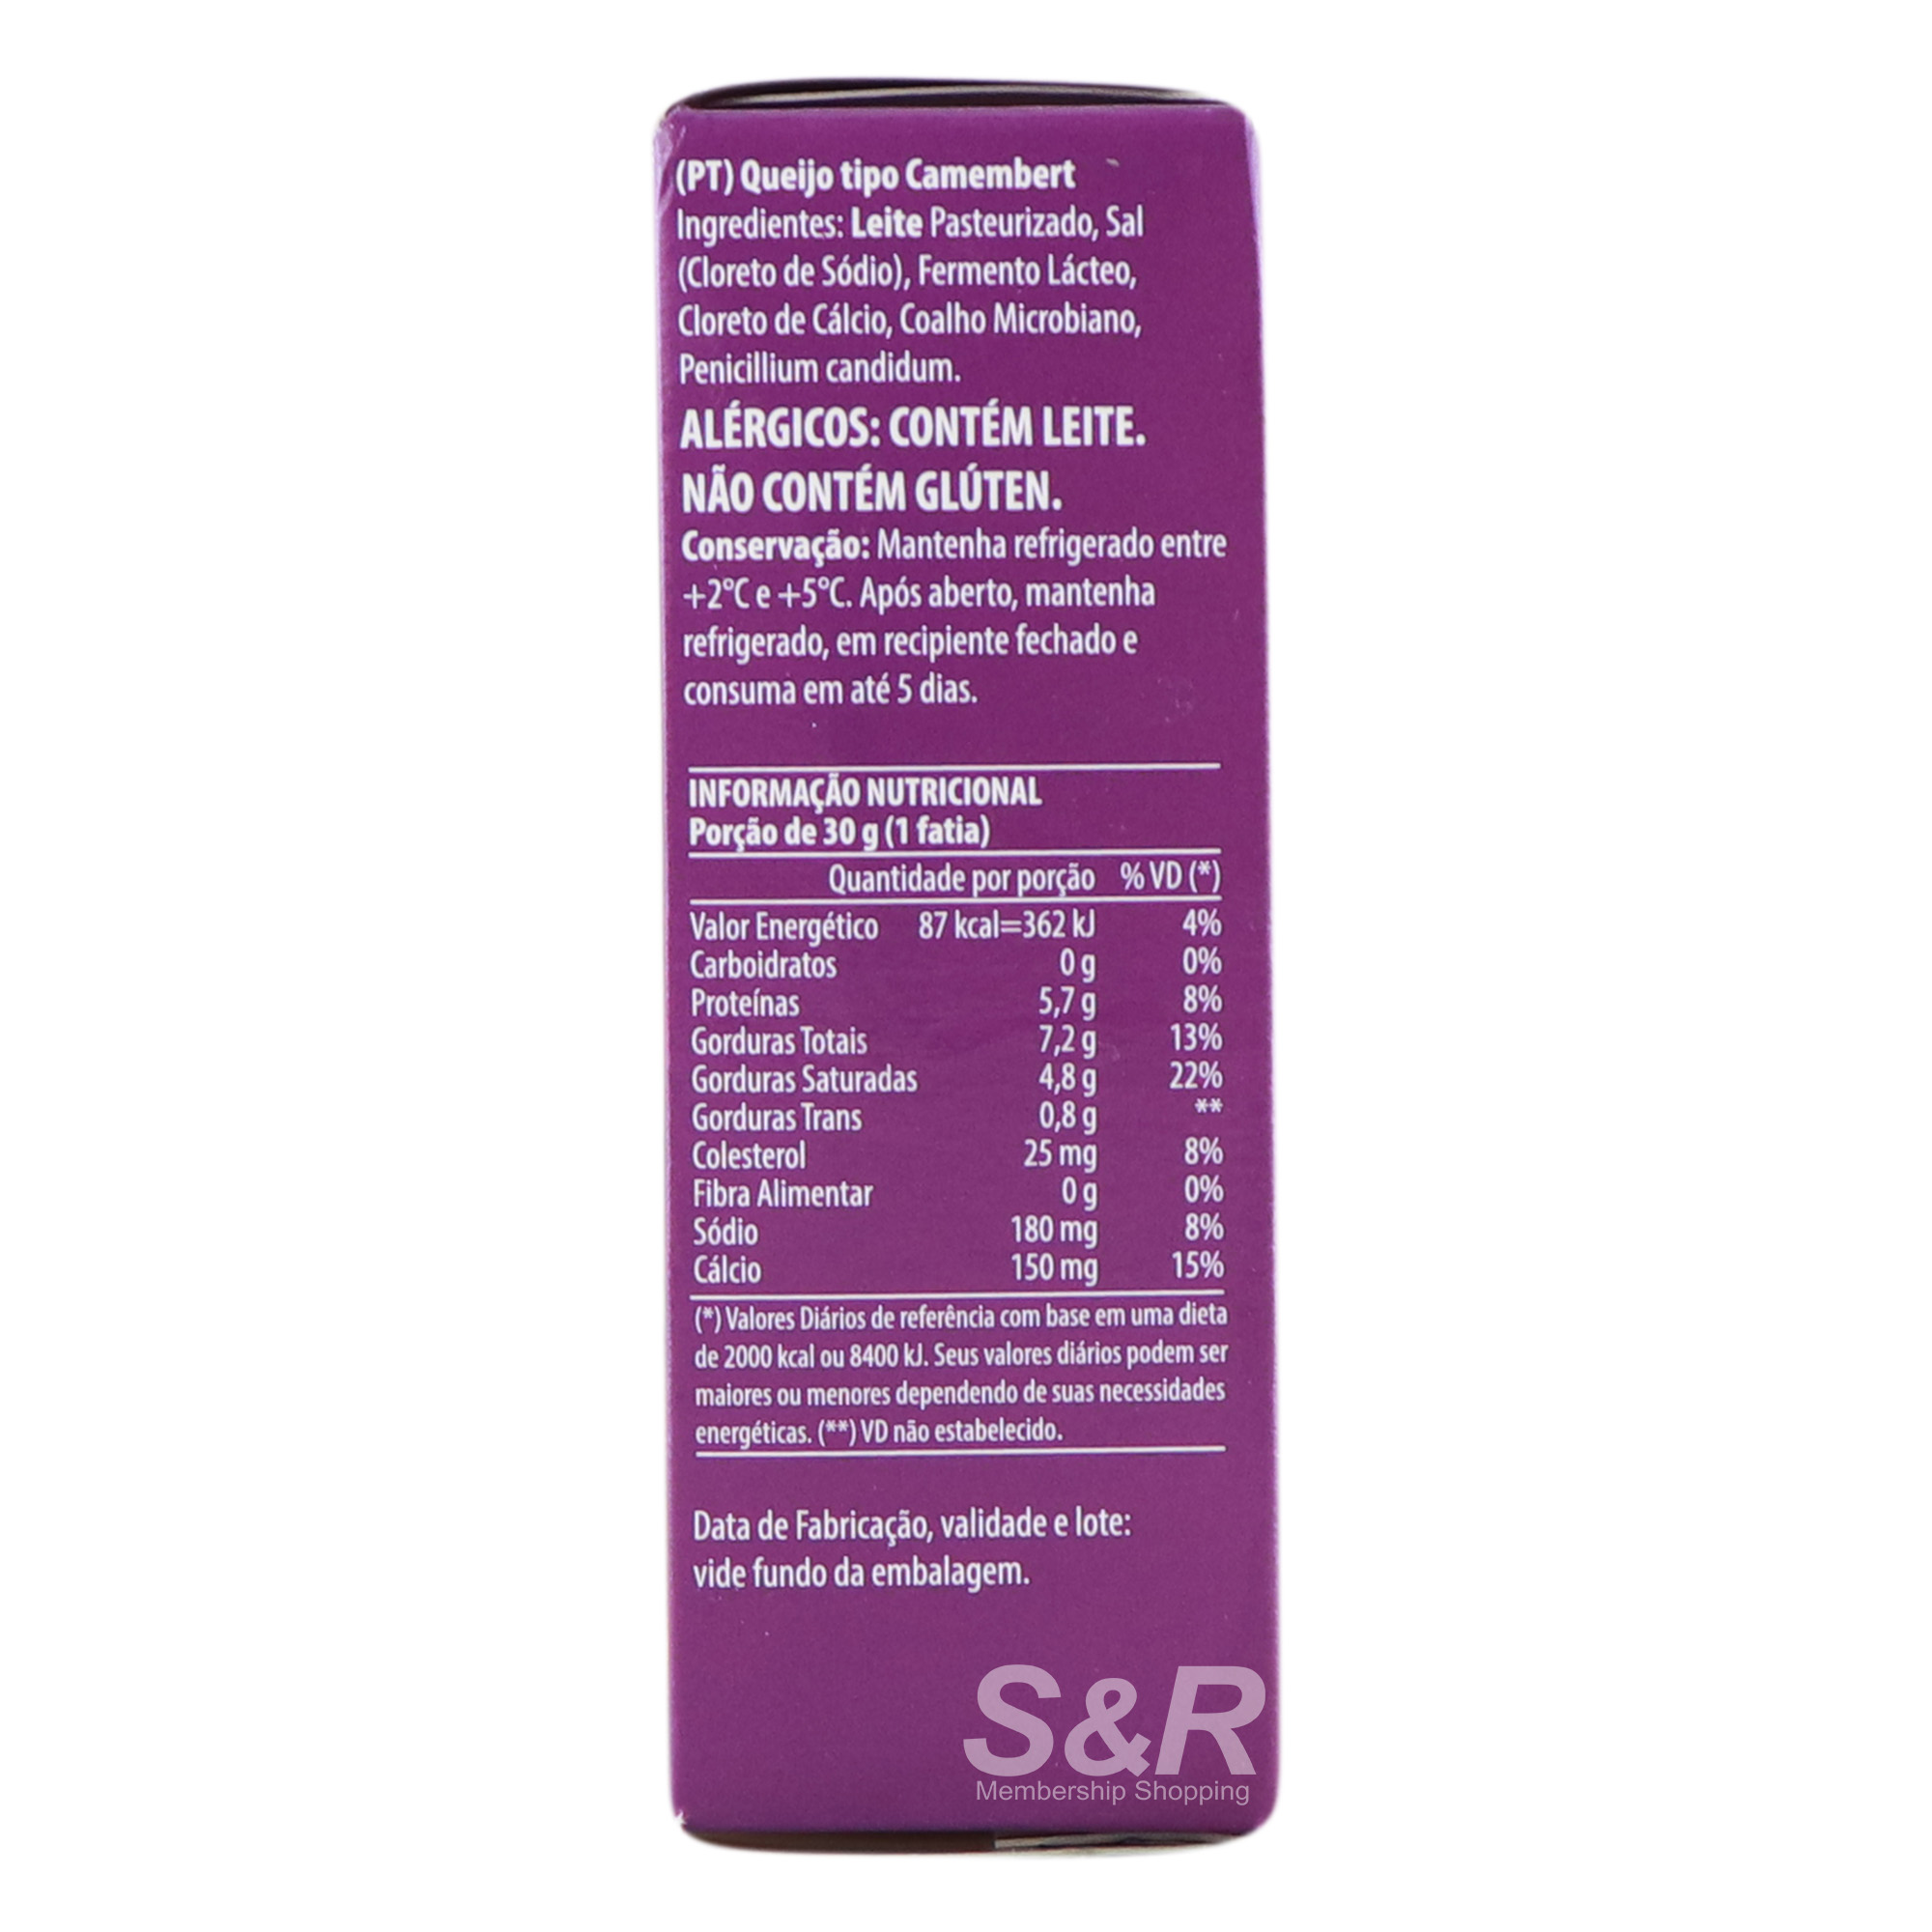 (PT) Queijo tipo Camembert
Ingredientes: Leite Pasteurizado, Sal
(Cloreto de Sódio), Fermento Lácteo,
Cloreto de Cálcio, Coalho Microbiano,
Penicillium candidum.
ALÉRGICOS: CONTÉM LEITE.
NÃO CONTÉM GLÚTEN.
Conservação: Mantenha refrigerado entre
+2°C e +5°C. Após aberto, mantenha
refrigerado, em recipiente fechado e
consuma em até 5 dias.
INFORMAÇÃO NUTRICIONAL
Porção de 30 g (1 fatia)
Quantidade por porção % VD (*)
Valor Energético 87 kcal=362 kJ 4%
Carboidratos 0 g 0%
Proteínas 5,7 g 8%
Gorduras Totais 7,2 g 13%
Gorduras Saturadas 4,8 g 22%
Gorduras Trans 0,8 g **
Colesterol 25 mg 8%
Fibra Alimentar 0 g 0%
Sódio 180 mg 8%
Cálcio 150 mg 15%
(*) Valores Diários de referência com base em uma dieta
de 2000 kcal ou 8400 kJ. Seus valores diários podem ser
maiores ou menores dependendo de suas necessidades
energéticas. (**) VD não estabelecido.
Data de Fabricação, validade e lote:
vide fundo da embalagem.
S&R
Membership Shopping